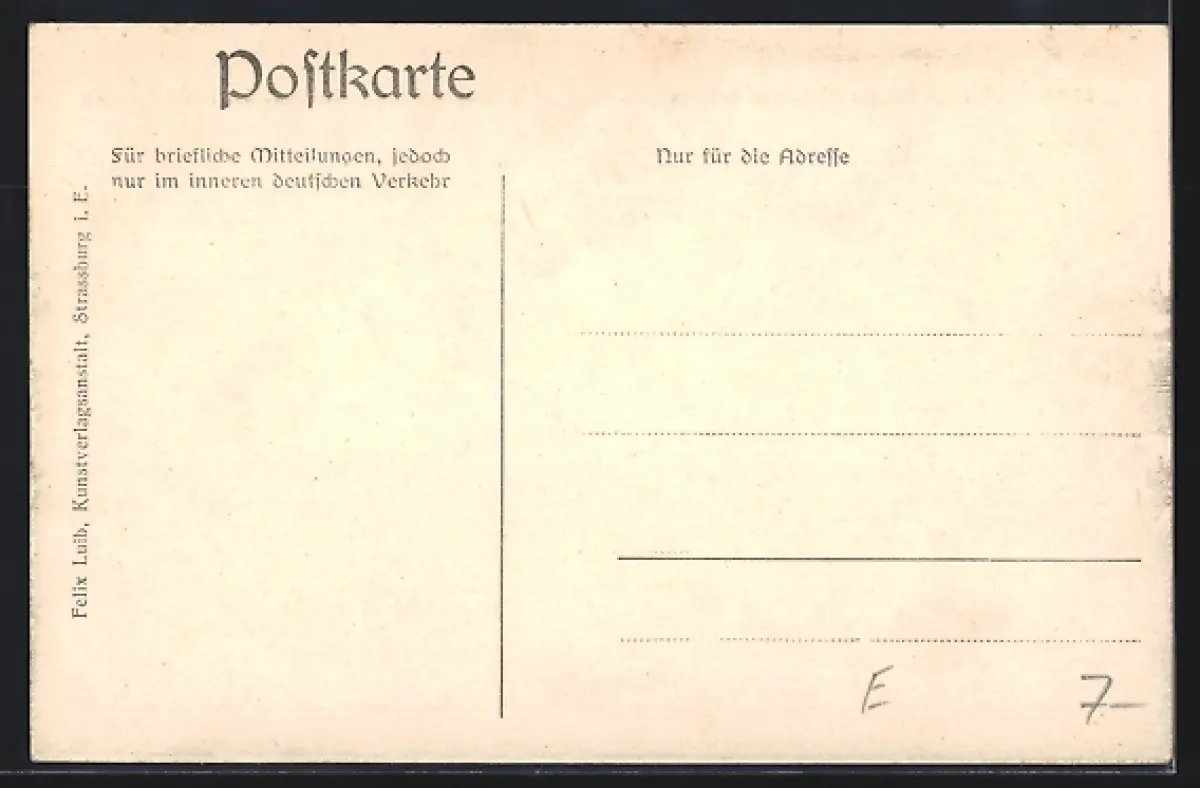 Poſtkarte
Für briefliche Mitteilungen, jedoch
nur im inneren deutſchen Verkehr
Nur für die Adreſſe
Felix Luib, Kunstverlagsanstalt, Strassburg i. E.
E
7-